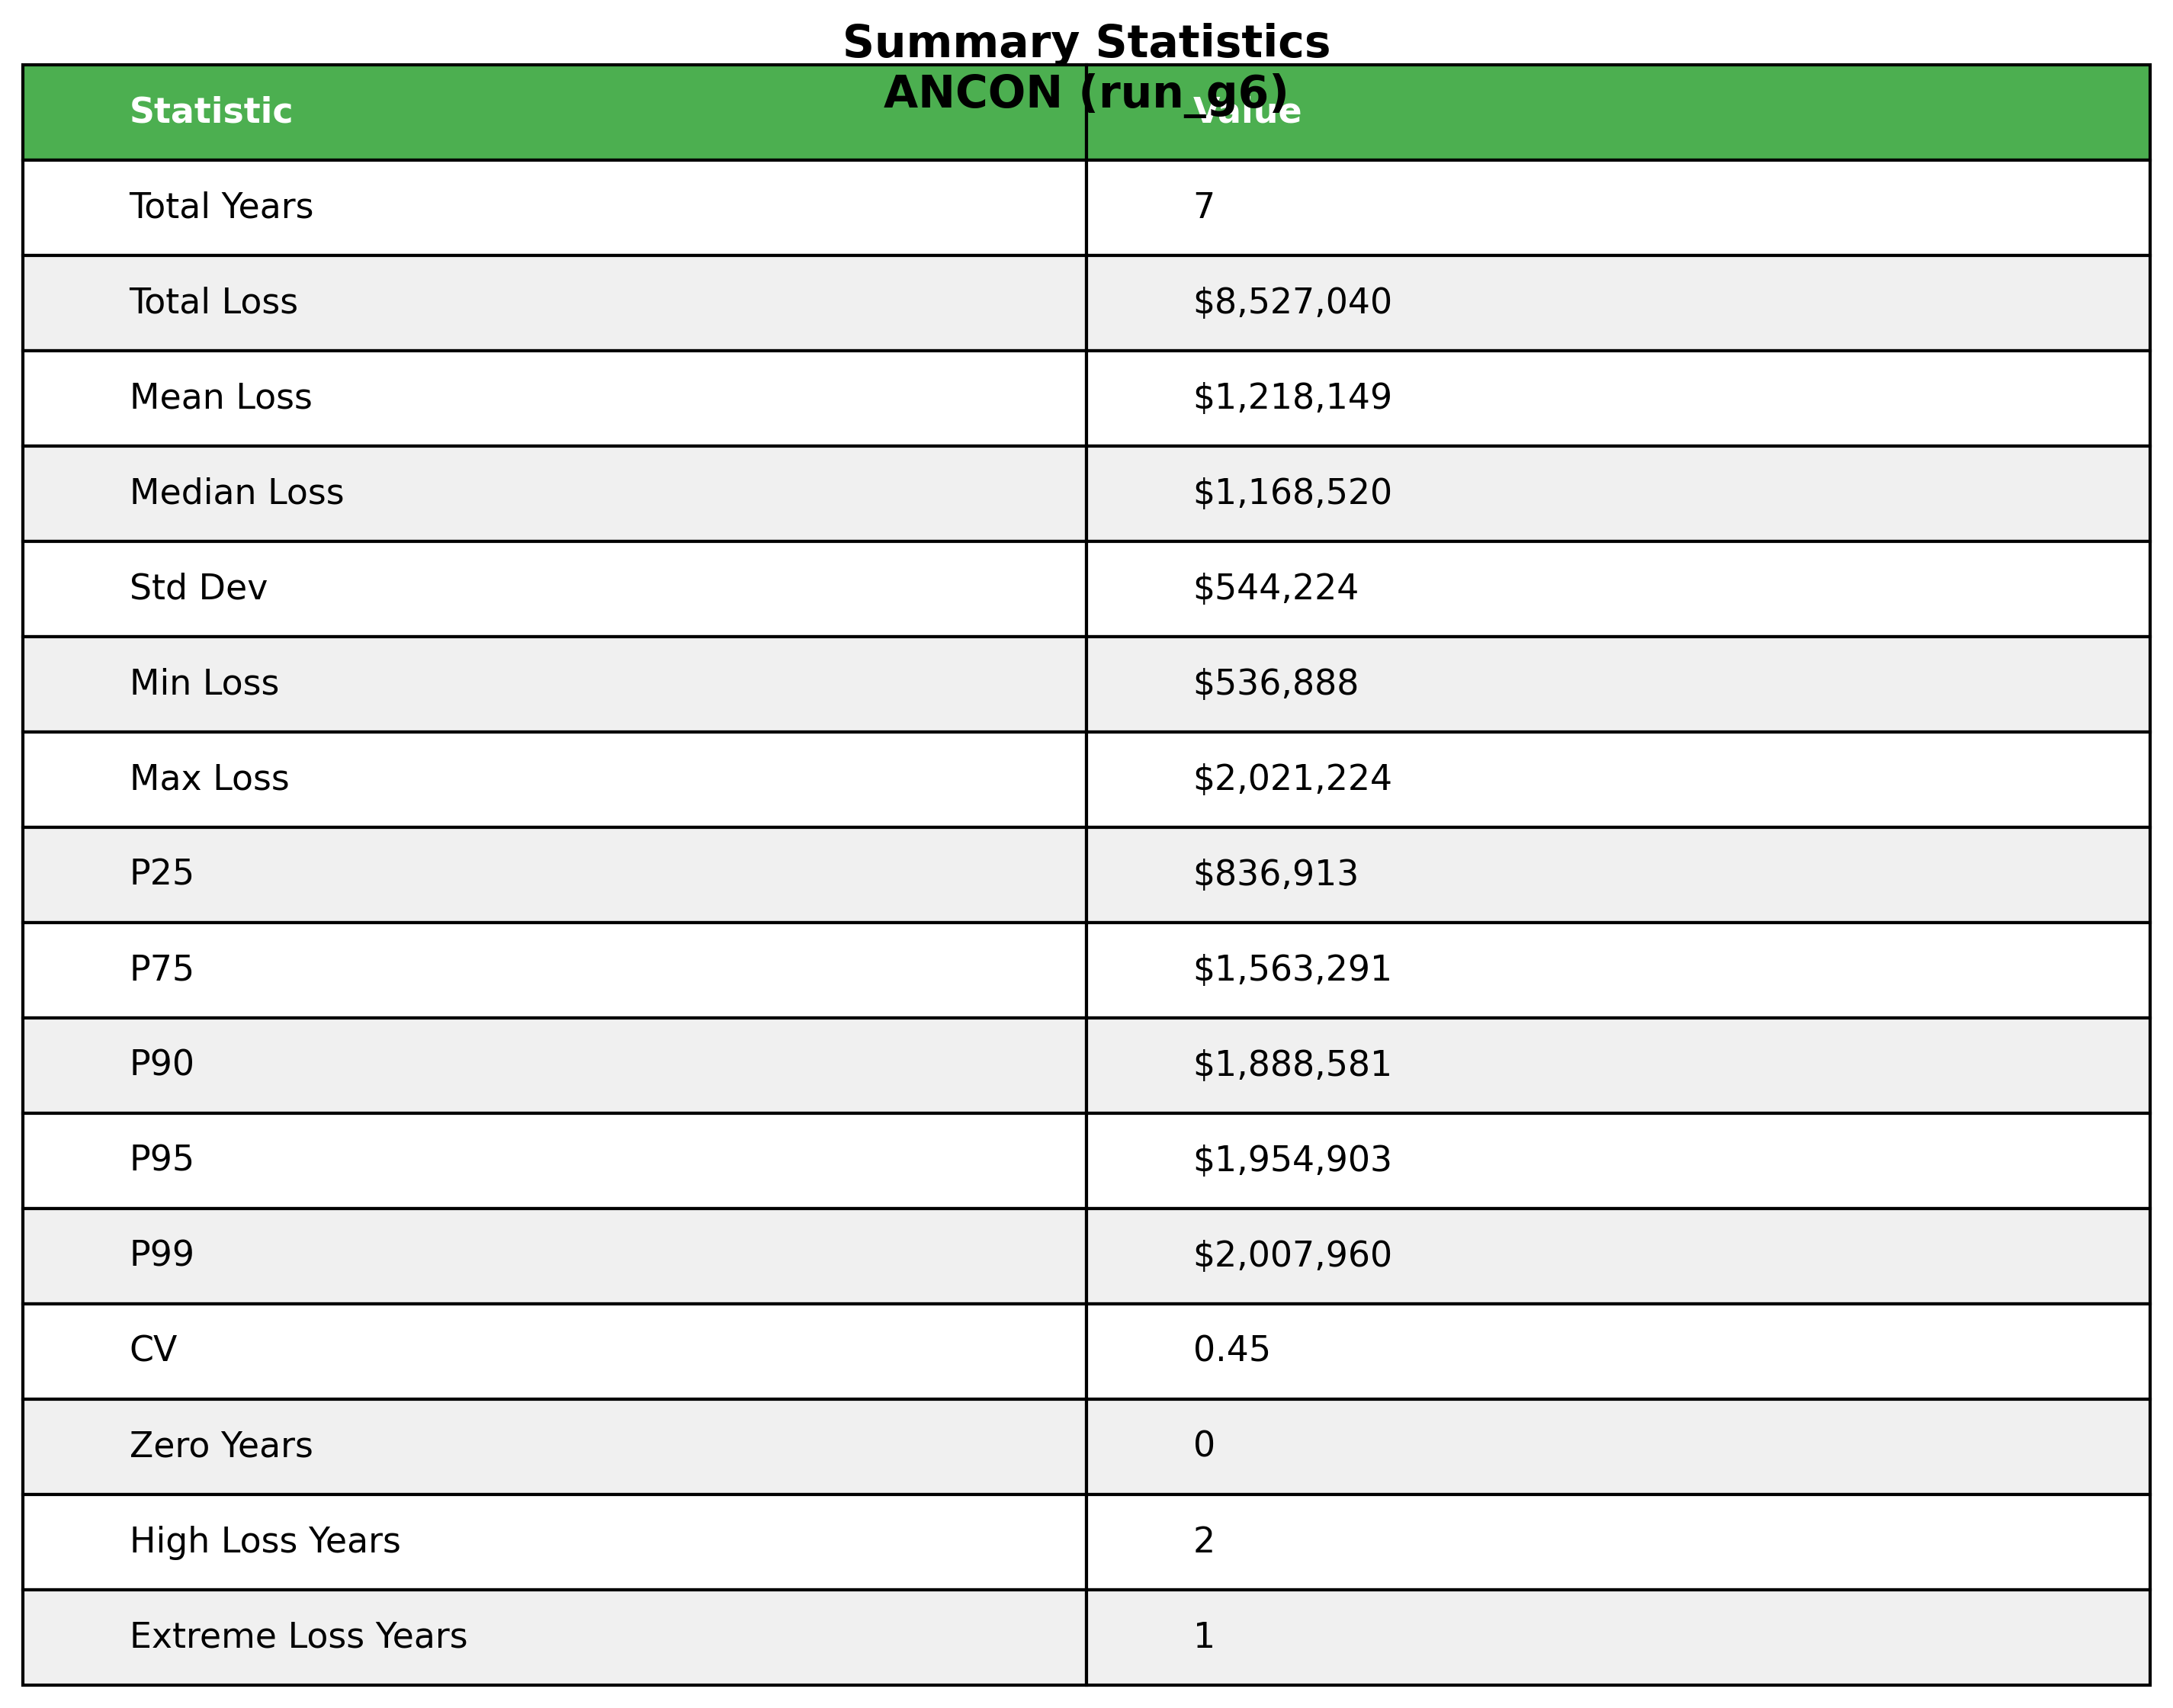 Summary Statistics
ANCON (run_g6)
Statistic Value
Total Years 7
Total Loss $8,527,040
Mean Loss $1,218,149
Median Loss $1,168,520
Std Dev $544,224
Min Loss $536,888
Max Loss $2,021,224
P25 $836,913
P75 $1,563,291
P90 $1,888,581
P95 $1,954,903
P99 $2,007,960
CV 0.45
Zero Years 0
High Loss Years 2
Extreme Loss Years 1